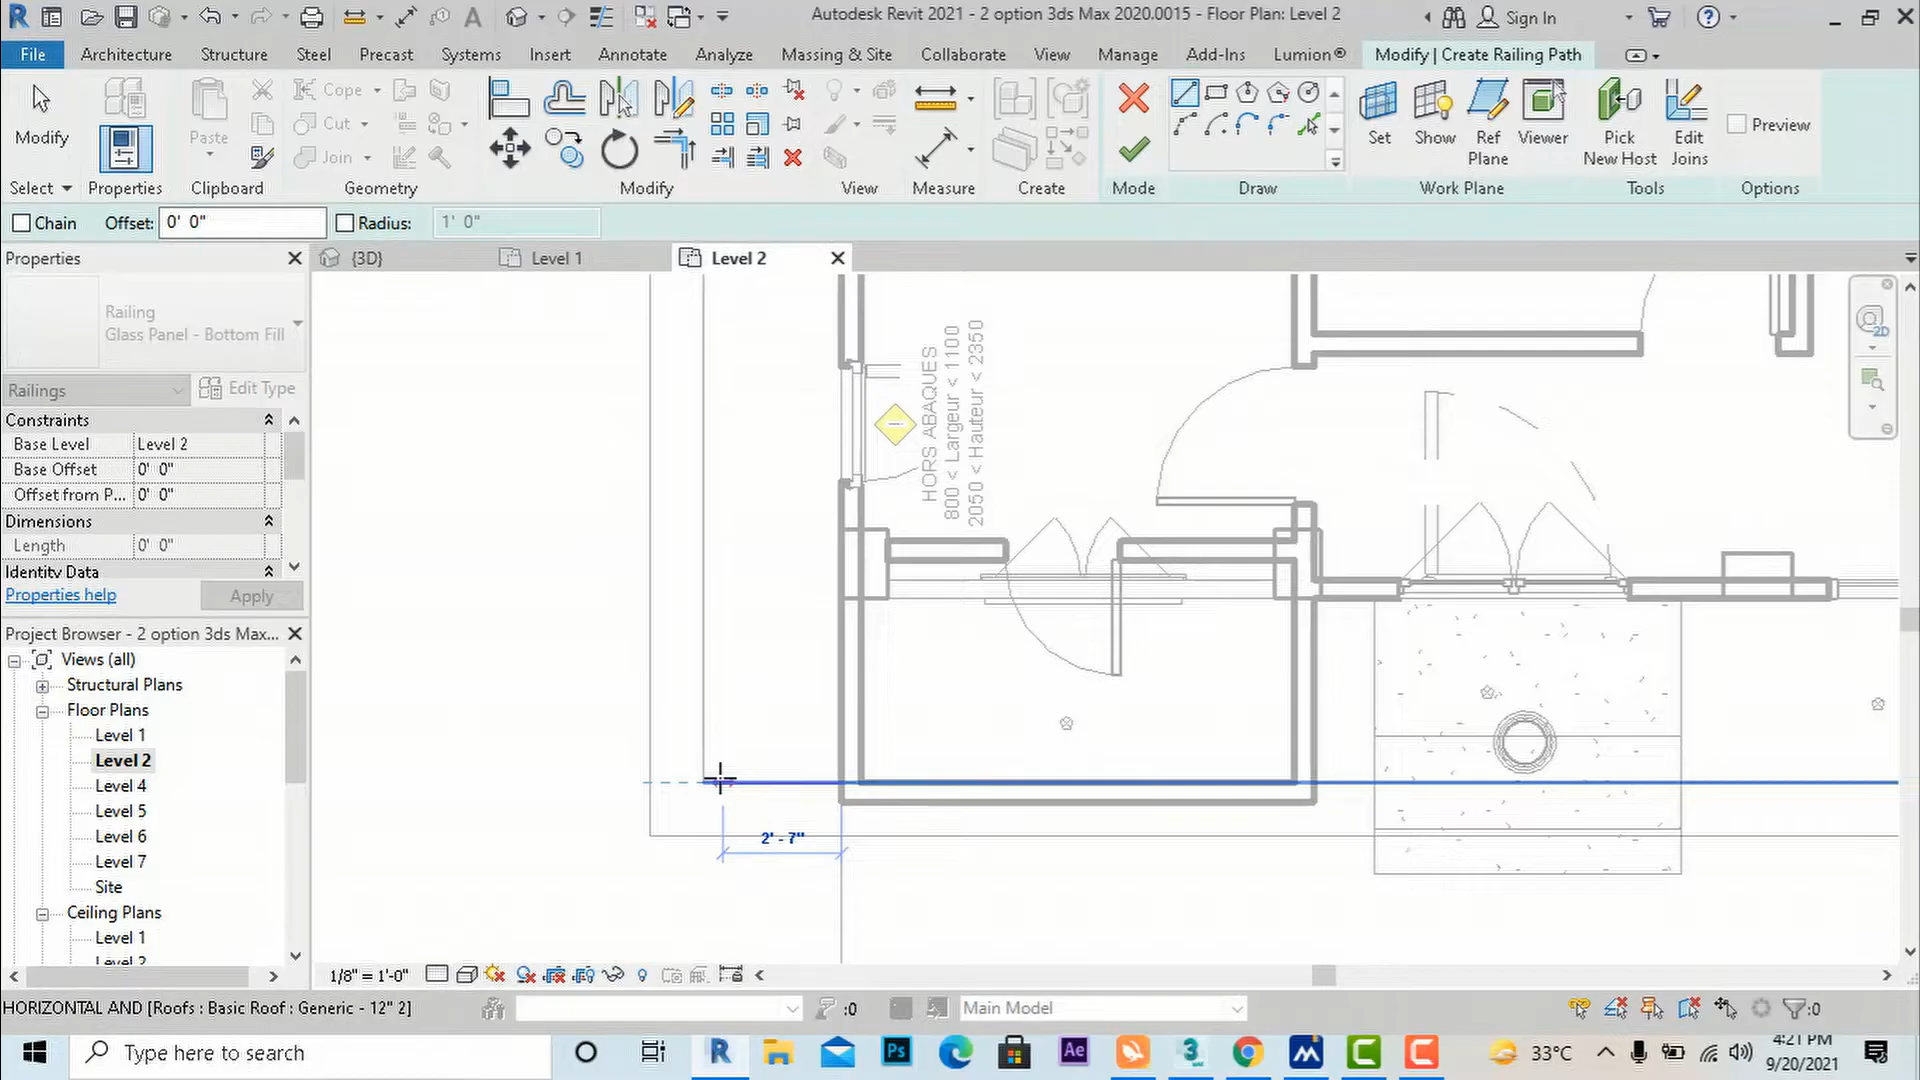 Autodesk Revit 2021 - 2 option 3ds Max 2020.0015 - Floor Plan: Level 2
Sign In
File Architecture Structure Steel Precast Systems Insert Annotate Analyze Massing & Site Collaborate View Manage Add-Ins Lumion® Modify | Create Railing Path
Modify
Paste
Cope
Cut
Join
Set
Show
Ref Plane
Viewer
Pick New Host
Edit Joins
Preview
Select
Properties
Clipboard
Geometry
Modify
View
Measure
Create
Mode
Draw
Work Plane
Tools
Options
Chain
Offset: 0' 0"
Radius: 1' 0"
Properties
{3D}
Level 1
Level 2
Railing
Glass Panel - Bottom Fill
Railings
Edit Type
Constraints
Base Level Level 2
Base Offset 0' 0"
Offset from P... 0' 0"
Dimensions
Length 0' 0"
Identity Data
Properties help
Apply
Project Browser - 2 option 3ds Max...
Views (all)
Structural Plans
Floor Plans
Level 1
Level 2
Level 4
Level 5
Level 6
Level 7
Site
Ceiling Plans
Level 1
Level 2
HORS ABAQUES
800 < Largeur < 1100
2050 < Hauteur < 2350
2' - 7"
2D
1/8" = 1'-0"
HORIZONTAL AND [Roofs : Basic Roof : Generic - 12" 2]
:0
Main Model
:0
Type here to search
Ps
Ae
3
33°C
4:21 PM
9/20/2021